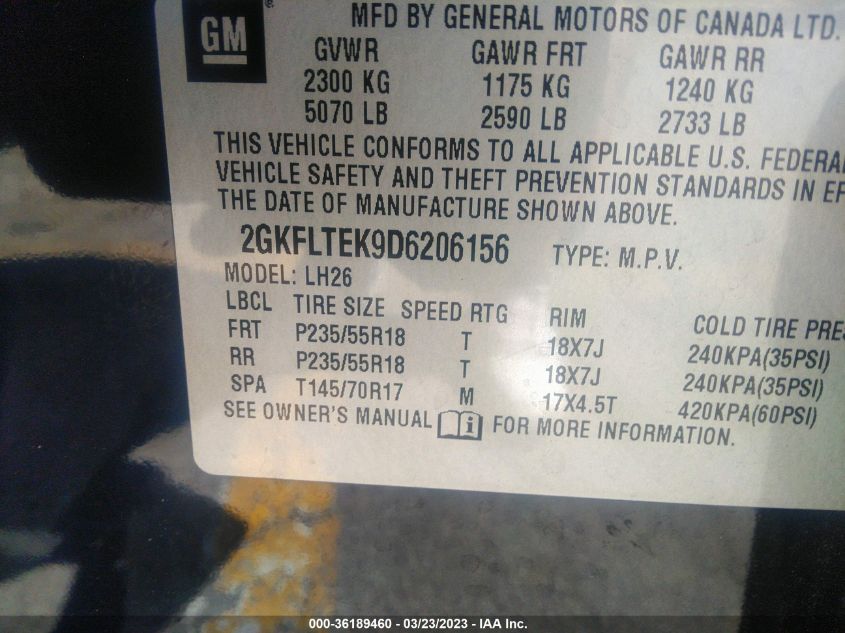 GM ®
MFD BY GENERAL MOTORS OF CANADA LTD.
GVWR GAWR FRT GAWR RR
2300 KG 1175 KG 1240 KG
5070 LB 2590 LB 2733 LB
THIS VEHICLE CONFORMS TO ALL APPLICABLE U.S. FEDERA
VEHICLE SAFETY AND THEFT PREVENTION STANDARDS IN EF
THE DATE OF MANUFACTURE SHOWN ABOVE.
2GKFLTEK9D6206156 TYPE: M.P.V.
MODEL: LH26
LBCL TIRE SIZE SPEED RTG RIM COLD TIRE PRE
FRT P235/55R18 T 18X7J 240KPA(35PSI)
RR P235/55R18 T 18X7J 240KPA(35PSI)
SPA T145/70R17 M 17X4.5T 420KPA(60PSI)
SEE OWNER'S MANUAL i FOR MORE INFORMATION.
000-36189460 - 03/23/2023 - IAA Inc.